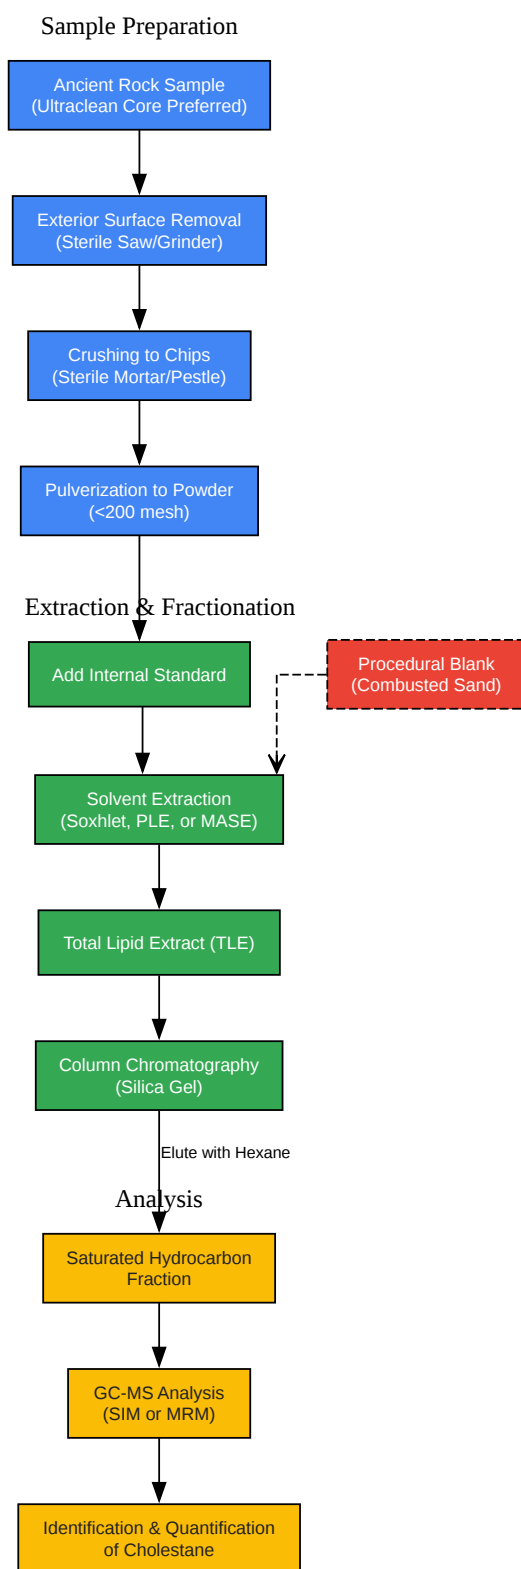 Sample Preparation
Ancient Rock Sample
(Ultraclean Core Preferred)
Exterior Surface Removal
(Sterile Saw/Grinder)
Crushing to Chips
(Sterile Mortar/Pestle)
Pulverization to Powder
(<200 mesh)
Extraction & Fractionation
Add Internal Standard
Procedural Blank
(Combusted Sand)
Solvent Extraction
(Soxhlet, PLE, or MASE)
Total Lipid Extract (TLE)
Column Chromatography
(Silica Gel)
Elute with Hexane
Analysis
Saturated Hydrocarbon
Fraction
GC-MS Analysis
(SIM or MRM)
Identification & Quantification
of Cholestane